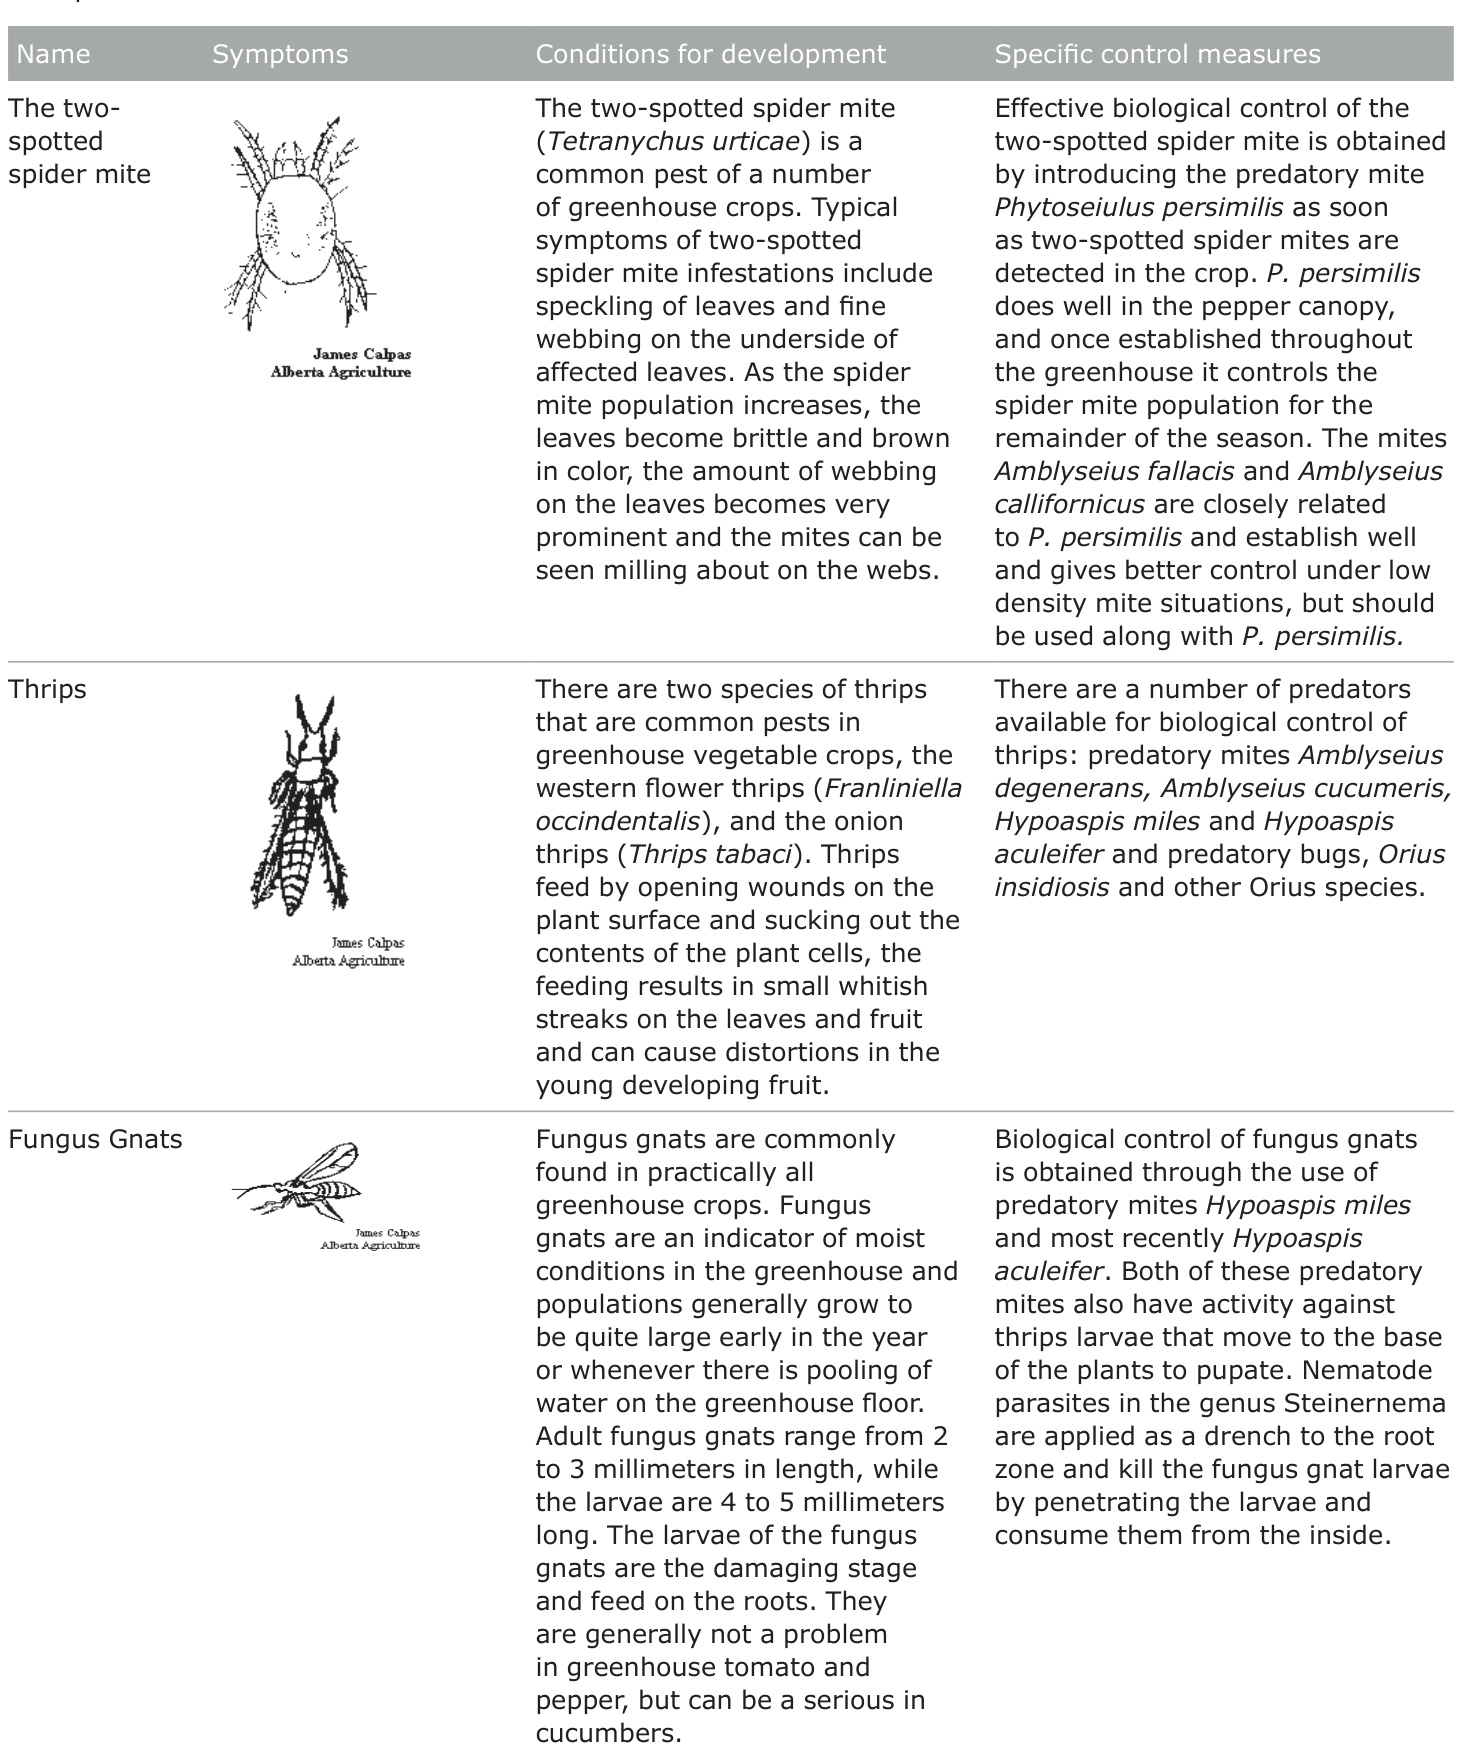 Name Symptoms Conditions for development Specific control measures
The two-
spotted
spider mite
James Calpas
Alberta Agriculture
The two-spotted spider mite
(Tetranychus urticae) is a
common pest of a number
of greenhouse crops. Typical
symptoms of two-spotted
spider mite infestations include
speckling of leaves and fine
webbing on the underside of
affected leaves. As the spider
mite population increases, the
leaves become brittle and brown
in color, the amount of webbing
on the leaves becomes very
prominent and the mites can be
seen milling about on the webs.
Effective biological control of the
two-spotted spider mite is obtained
by introducing the predatory mite
Phytoseiulus persimilis as soon
as two-spotted spider mites are
detected in the crop. P. persimilis
does well in the pepper canopy,
and once established throughout
the greenhouse it controls the
spider mite population for the
remainder of the season. The mites
Amblyseius fallacis and Amblyseius
callifornicus are closely related
to P. persimilis and establish well
and gives better control under low
density mite situations, but should
be used along with P. persimilis.
Thrips
James Calpas
Alberta Agriculture
There are two species of thrips
that are common pests in
greenhouse vegetable crops, the
western flower thrips (Franliniella
occindentalis), and the onion
thrips (Thrips tabaci). Thrips
feed by opening wounds on the
plant surface and sucking out the
contents of the plant cells, the
feeding results in small whitish
streaks on the leaves and fruit
and can cause distortions in the
young developing fruit.
There are a number of predators
available for biological control of
thrips: predatory mites Amblyseius
degenerans, Amblyseius cucumeris,
Hypoaspis miles and Hypoaspis
aculeifer and predatory bugs, Orius
insidiosis and other Orius species.
Fungus Gnats
James Calpas
Alberta Agriculture
Fungus gnats are commonly
found in practically all
greenhouse crops. Fungus
gnats are an indicator of moist
conditions in the greenhouse and
populations generally grow to
be quite large early in the year
or whenever there is pooling of
water on the greenhouse floor.
Adult fungus gnats range from 2
to 3 millimeters in length, while
the larvae are 4 to 5 millimeters
long. The larvae of the fungus
gnats are the damaging stage
and feed on the roots. They
are generally not a problem
in greenhouse tomato and
pepper, but can be a serious in
cucumbers.
Biological control of fungus gnats
is obtained through the use of
predatory mites Hypoaspis miles
and most recently Hypoaspis
aculeifer. Both of these predatory
mites also have activity against
thrips larvae that move to the base
of the plants to pupate. Nematode
parasites in the genus Steinernema
are applied as a drench to the root
zone and kill the fungus gnat larvae
by penetrating the larvae and
consume them from the inside.